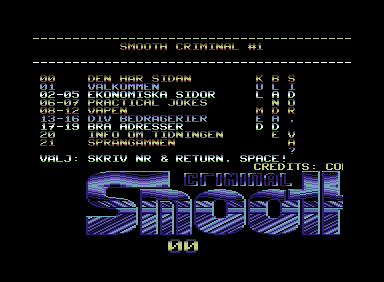 SMOOTH CRIMINAL #1
00 DEN HAR SIDAN K B S
01 VALKOMMEN U L I
02-05 EKONOMISKA SIDOR L A D
06-07 PRACTICAL JOKES N U
08-12 VAPEN M D R
13-16 DIV BEDRAGERIER E A ,
17-19 BRA ADRESSER D D
20 INFO OM TIDNINGEN E V
21 SPRANGAMNEN A
?
VALJ: SKRIV NR & RETURN. SPACE!
CREDITS: CO
CRIMINAL
Smooth
00